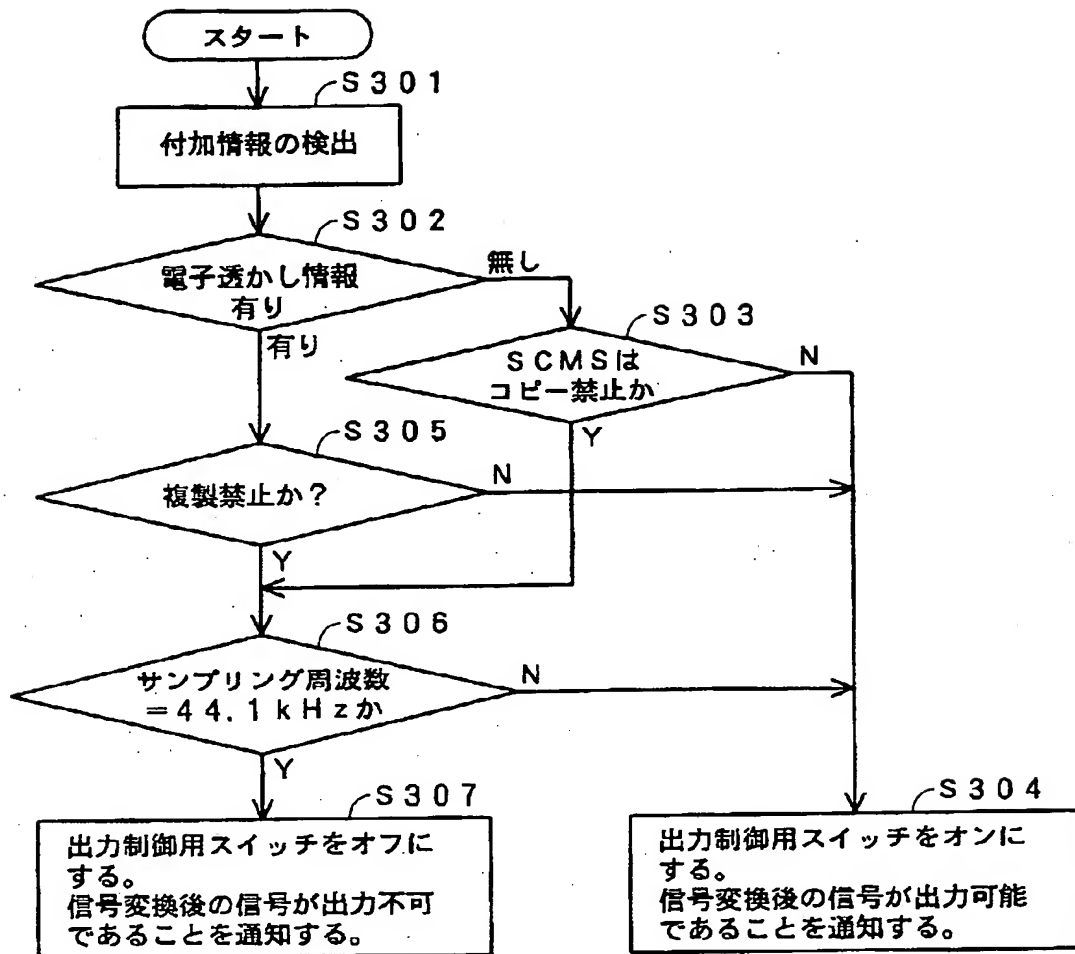 スタート
S301
付加情報の検出
S302
電子透かし情報
有り
無し
有り
S303
SCMSは
コピー禁止か
N
Y
S305
複製禁止か?
N
Y
S306
サンプリング周波数
=44.1kHzか
N
Y
S307
出力制御用スイッチをオフに
する。
信号変換後の信号が出力不可
であることを通知する。
S304
出力制御用スイッチをオンに
する。
信号変換後の信号が出力可能
であることを通知する。